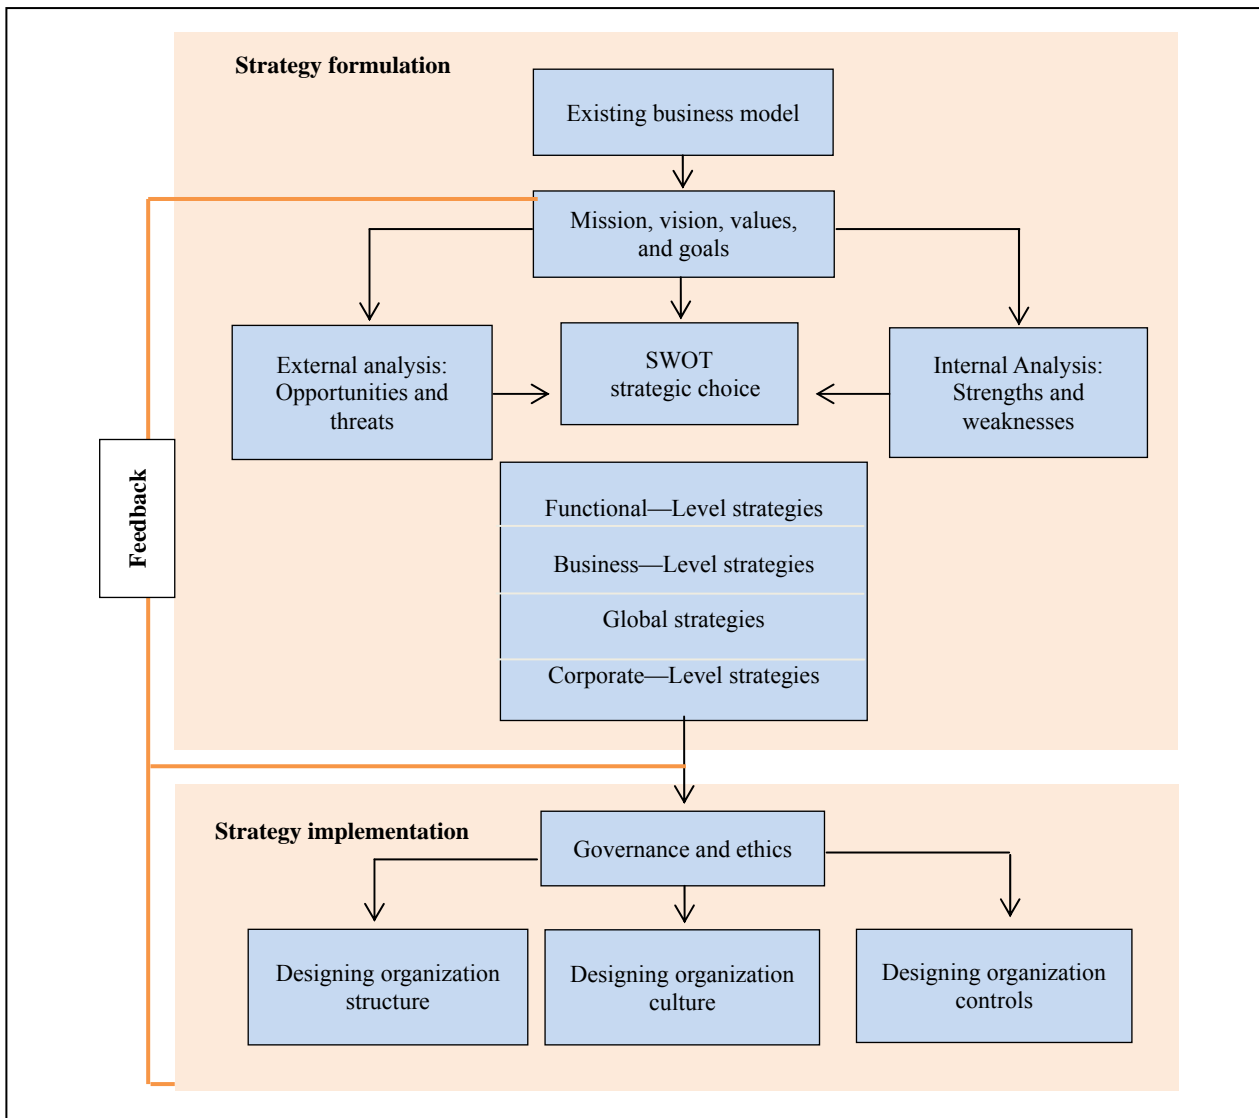 Strategy formulation
Existing business model
Mission, vision, values,
and goals
External analysis:
Opportunities and
threats
SWOT
strategic choice
Internal Analysis:
Strengths and
weaknesses
Feedback
Functional—Level strategies
Business—Level strategies
Global strategies
Corporate—Level strategies
Strategy implementation
Governance and ethics
Designing organization
structure
Designing organization
culture
Designing organization
controls